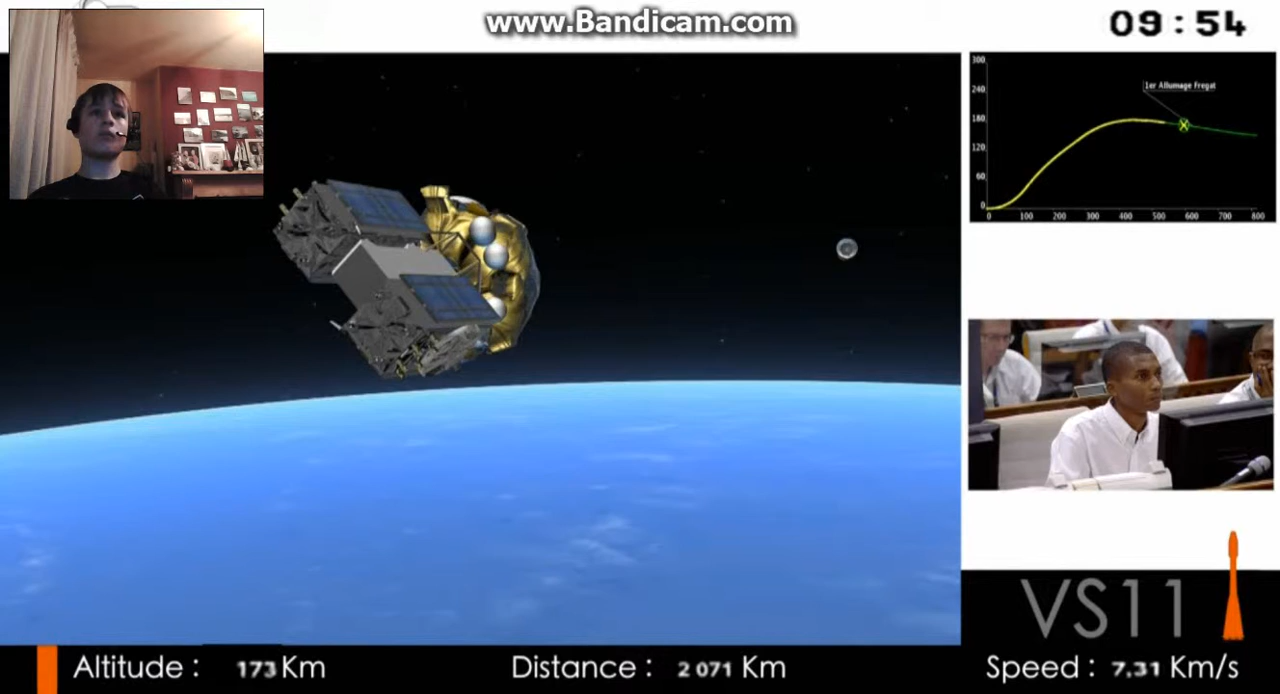 www.Bandicam.com
09:54
300
240
180
120
60
0
1er Allumage Fregat
0 100 200 300 400 500 600 700 800
VS11
Altitude : 173 Km
Distance : 2 071 Km
Speed : 7,31 Km/s